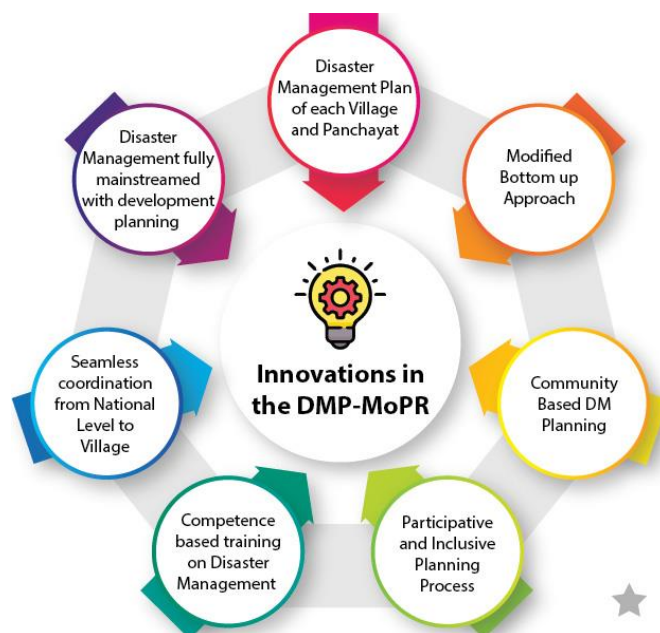 Disaster
Management Plan
of each Village
and Panchayat
Modified
Bottom up
Approach
Community
Based DM
Planning
Participative
and Inclusive
Planning
Process
Competence
based training
on Disaster
Management
Seamless
coordination
from National
Level to
Village
Disaster
Management fully
mainstreamed
with development
planning
Innovations in
the DMP-MoPR